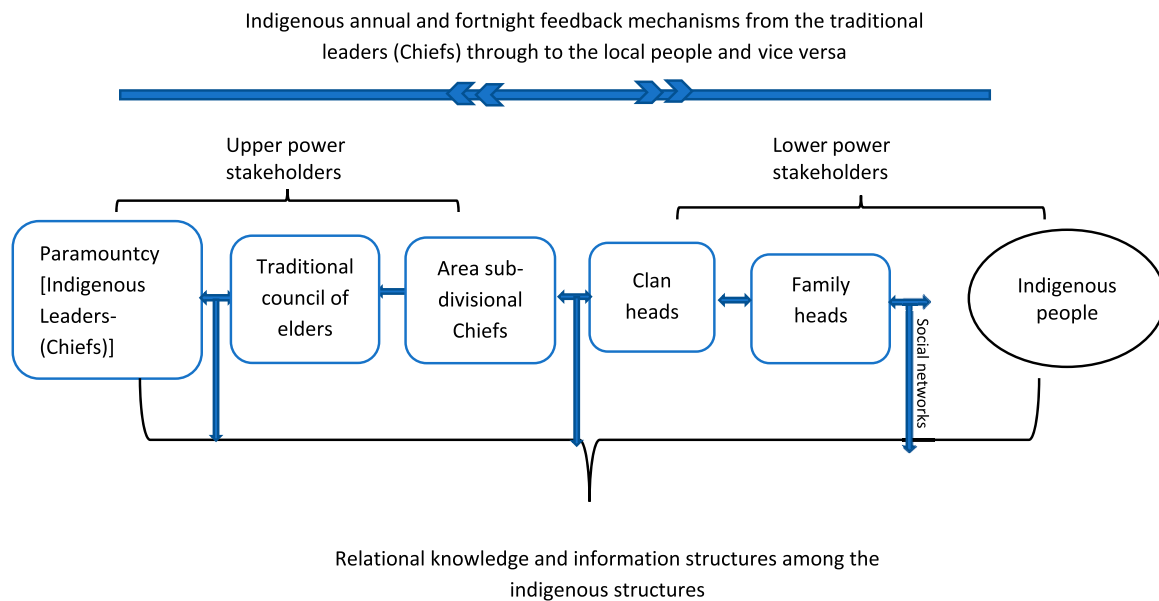 Indigenous annual and fortnight feedback mechanisms from the traditional
leaders (Chiefs) through to the local people and vice versa
Upper power
stakeholders
Lower power
stakeholders
Paramountcy
[Indigenous
Leaders-
(Chiefs)]
Traditional
council of
elders
Area sub-
divisional
Chiefs
Clan
heads
Family
heads
Social networks
Indigenous
people
Relational knowledge and information structures among the
indigenous structures